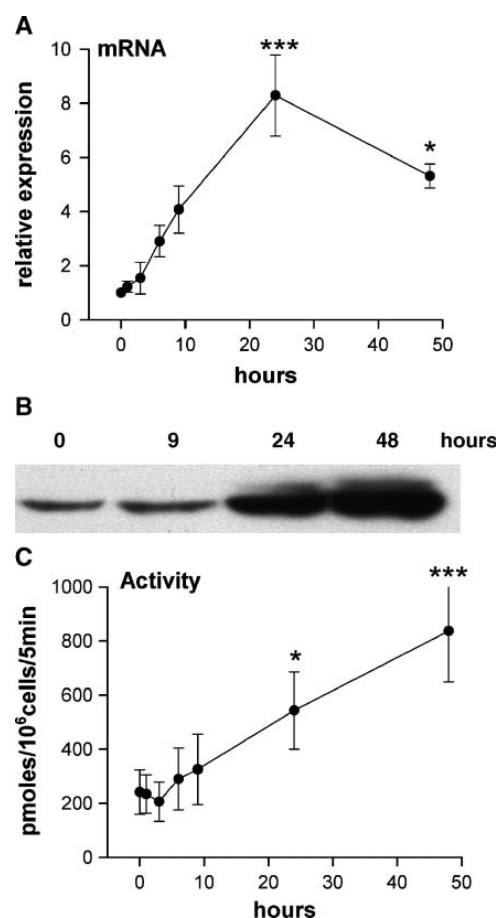 A
mRNA
***
*
relative expression
10
8
6
4
2
0
0 10 20 30 40 50
hours
B
0 9 24 48 hours
C
Activity
***
*
pmoles/10⁶cells/5min
1000
800
600
400
200
0
0 10 20 30 40 50
hours